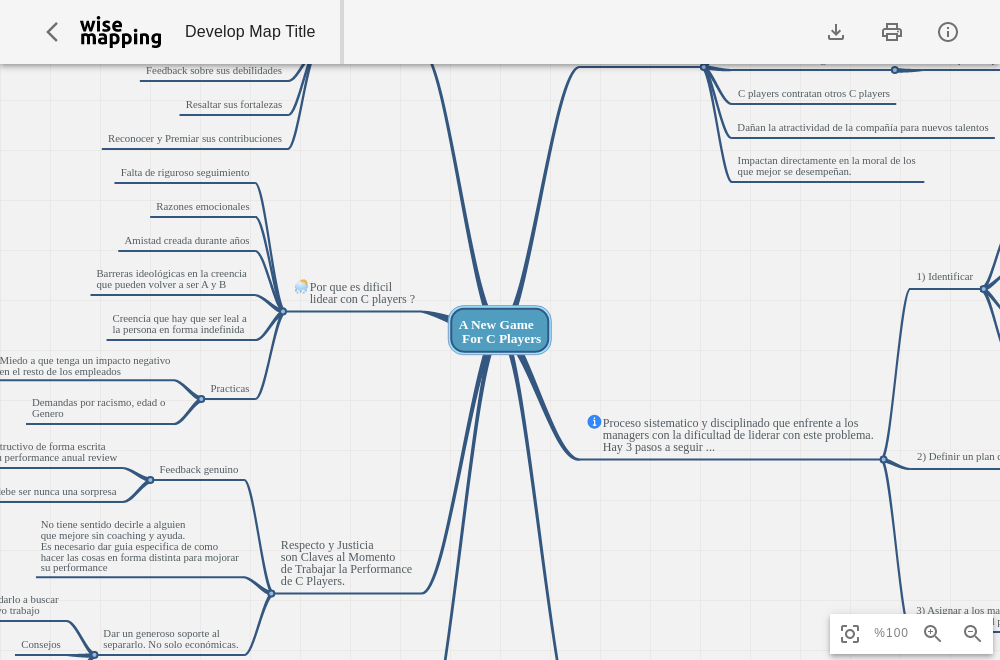 wise
mapping
Develop Map Title
Feedback sobre sus debilidades
Resaltar sus fortalezas
Reconocer y Premiar sus contribuciones
Falta de riguroso seguimiento
Razones emocionales
Amistad creada durante años
Barreras ideológicas en la creencia
que pueden volver a ser A y B
Creencia que hay que ser leal a
la persona en forma indefinida
Por que es dificil
lidear con C players ?
Miedo a que tenga un impacto negativo
en el resto de los empleados
Demandas por racismo, edad o
Genero
Practicas
A New Game
For C Players
C players contratan otros C players
Dañan la atractividad de la compañía para nuevos talentos
Impactan directamente en la moral de los
que mejor se desempeñan.
1) Identificar
Proceso sistematico y disciplinado que enfrente a los
managers con la dificultad de liderar con este problema.
Hay 3 pasos a seguir ...
2) Definir un plan
3) Asignar a los
tructivo de forma escrita
performance anual review
Feedback genuino
ebe ser nunca una sorpresa
No tiene sentido decirle a alguien
que mejore sin coaching y ayuda.
Es necesario dar guia especifica de como
hacer las cosas en forma distinta para mejorar
su performance
Respecto y Justicia
son Claves al Momento
de Trabajar la Performance
de C Players.
darlo a buscar
vo trabajo
Consejos
Dar un generoso soporte al
separarlo. No solo económicas.
%100